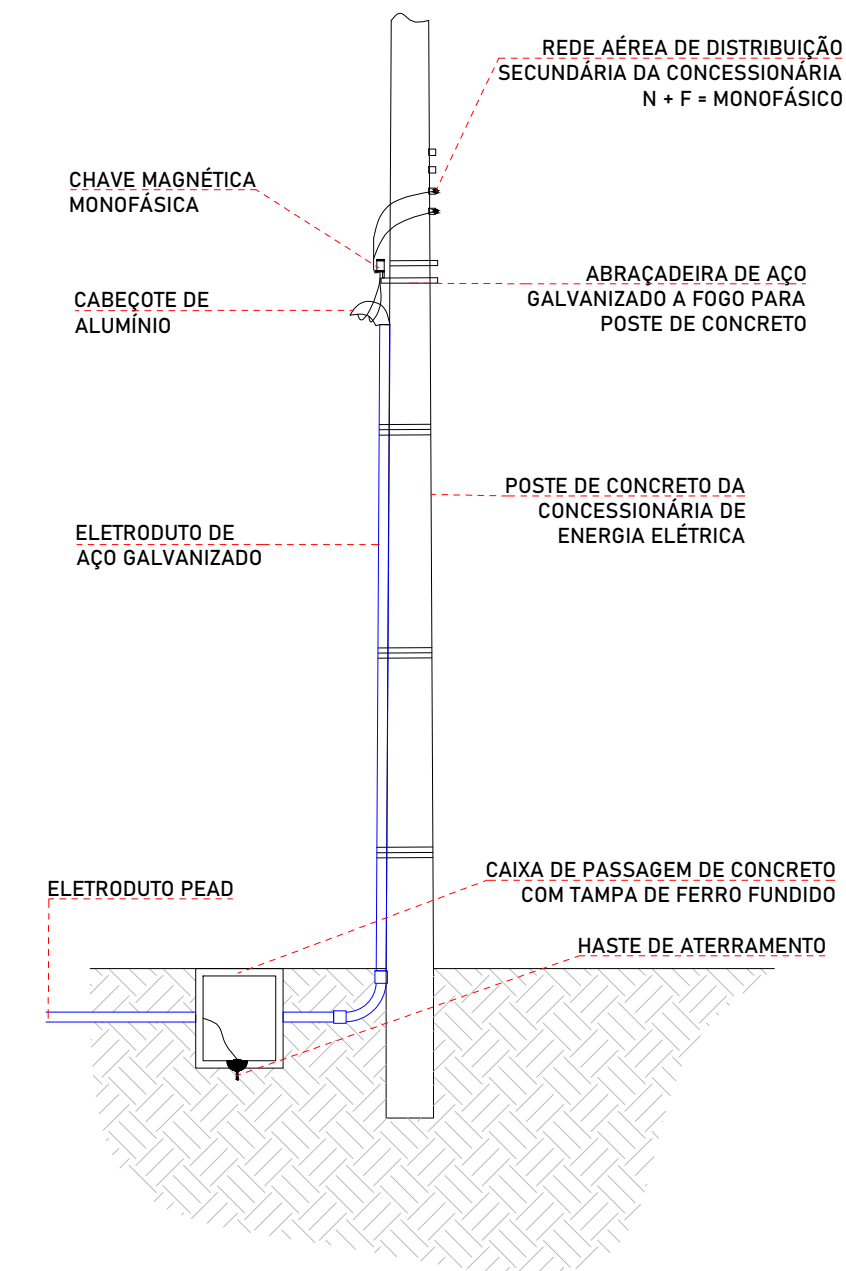 REDE AÉREA DE DISTRIBUIÇÃO
SECUNDÁRIA DA CONCESSIONÁRIA
N + F = MONOFÁSICO
CHAVE MAGNÉTICA
MONOFÁSICA
ABRAÇADEIRA DE AÇO
GALVANIZADO A FOGO PARA
POSTE DE CONCRETO
CABEÇOTE DE
ALUMÍNIO
POSTE DE CONCRETO DA
CONCESSIONÁRIA DE
ENERGIA ELÉTRICA
ELETRODUTO DE
AÇO GALVANIZADO
CAIXA DE PASSAGEM DE CONCRETO
COM TAMPA DE FERRO FUNDIDO
ELETRODUTO PEAD
HASTE DE ATERRAMENTO